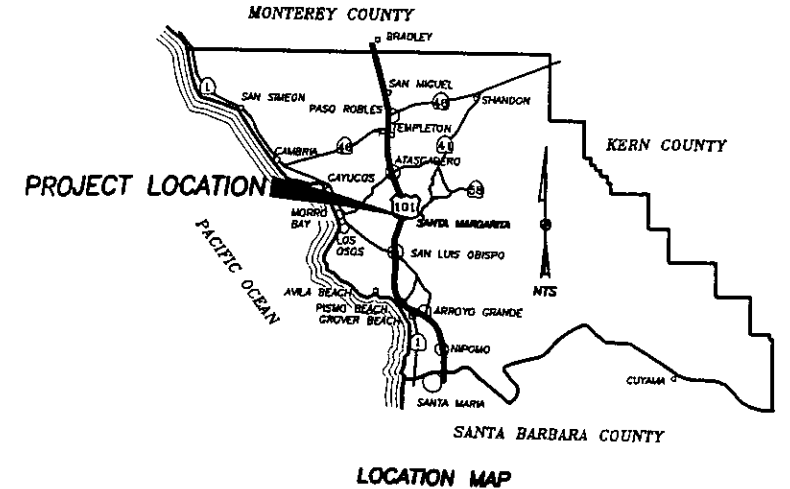 MONTEREY COUNTY
BRADLEY
1
SAN SIMEON
SAN MIGUEL
PASO ROBLES
46
SHANDON
TEMPLETON
46
41
KERN COUNTY
CAMBRIA
ATASCADERO
CAYUCOS
58
PROJECT LOCATION
101
MORRO
BAY
SANTA MARGARITA
LOS
OSOS
SAN LUIS OBISPO
PACIFIC OCEAN
NTS
AVILA BEACH
PISMO BEACH
GROVER BEACH
ARROYO GRANDE
1
NIPOMO
CUYAMA
SANTA MARIA
SANTA BARBARA COUNTY
LOCATION MAP